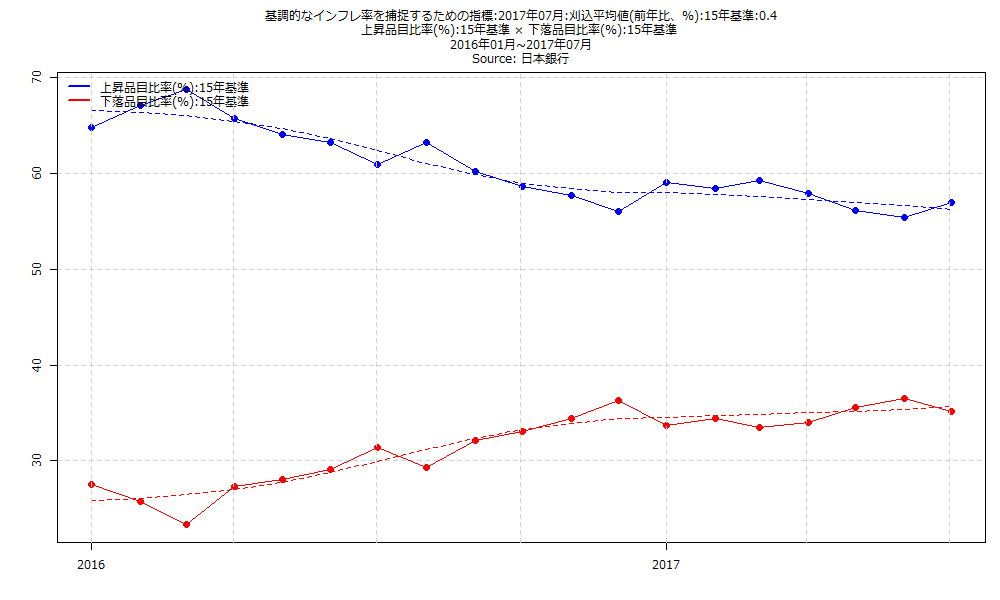 基調的なインフレ率を捕捉するための指標:2017年07月:刈込平均値(前年比、%):15年基準:0.4
上昇品目比率(%):15年基準 × 下落品目比率(%):15年基準
2016年01月~2017年07月
Source: 日本銀行
上昇品目比率(%):15年基準
下落品目比率(%):15年基準
70
60
50
40
30
2016
2017